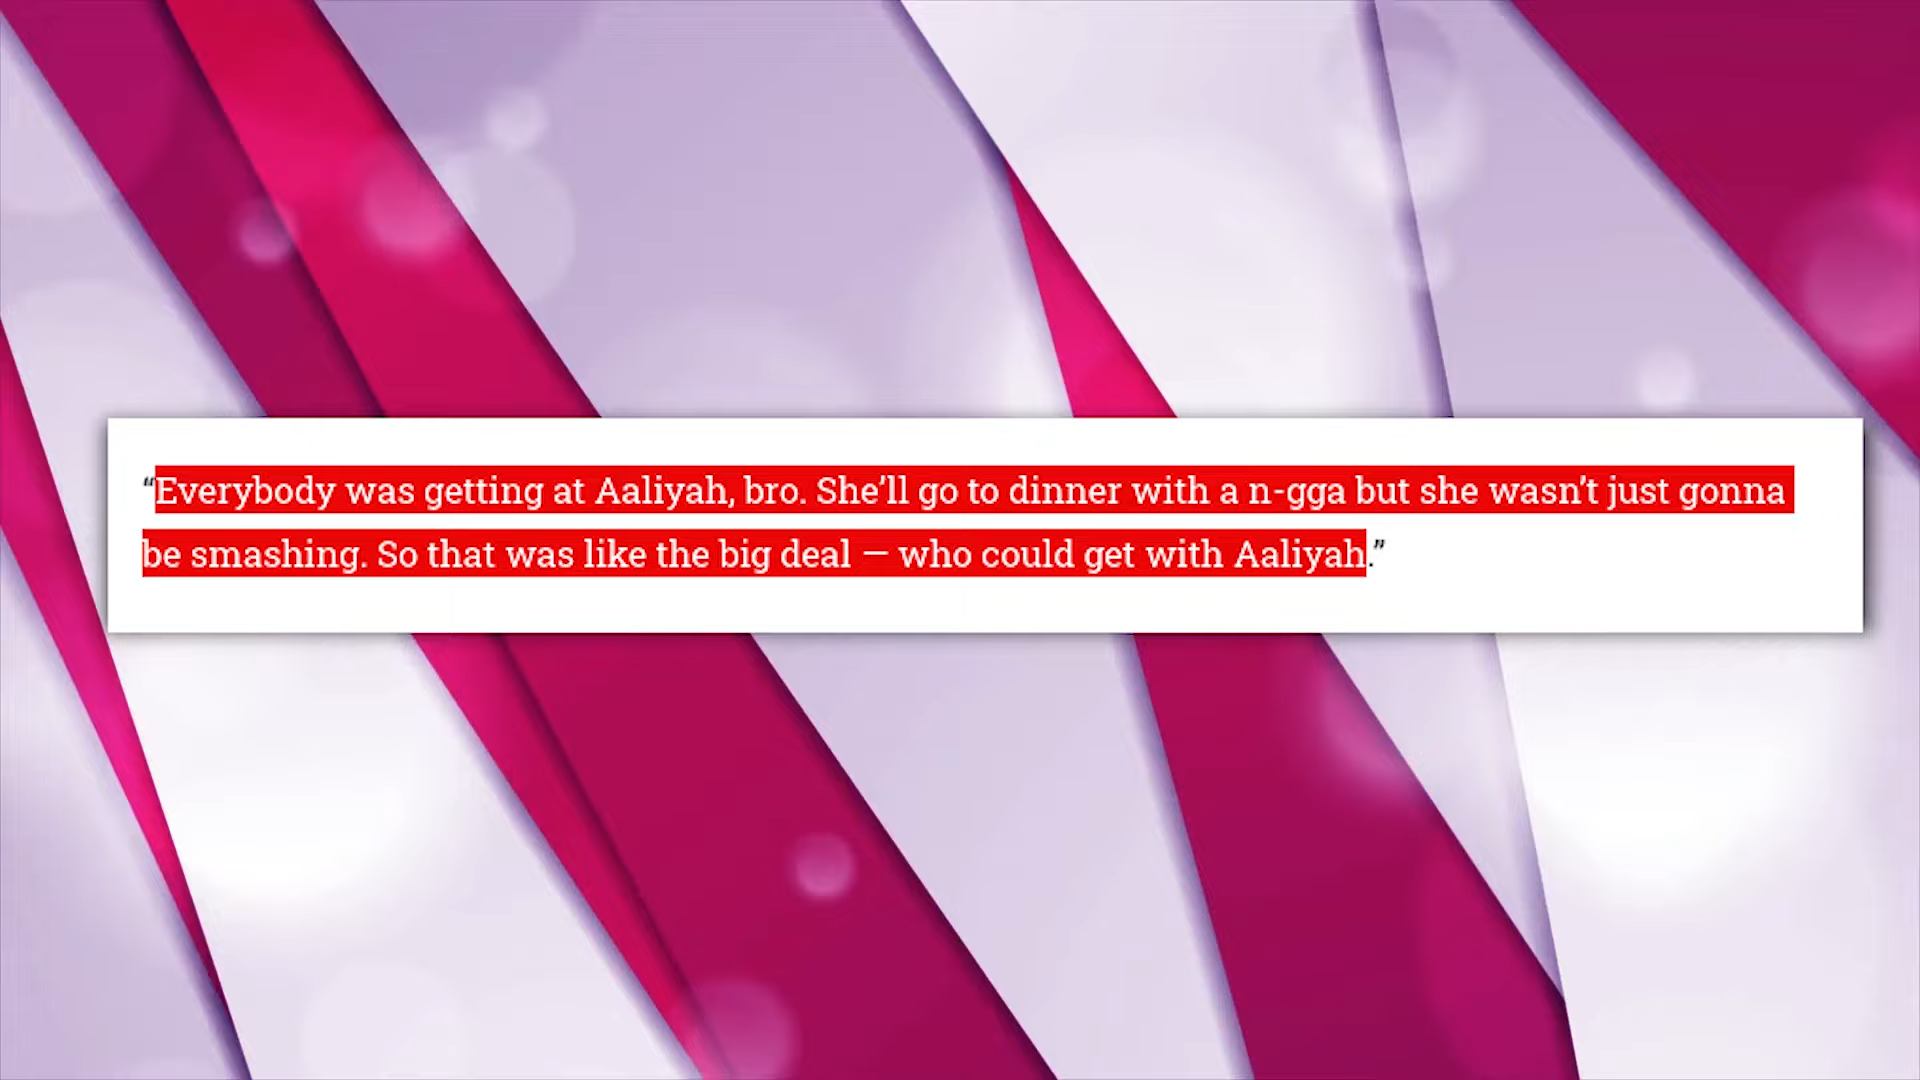 “Everybody was getting at Aaliyah, bro. She’ll go to dinner with a n-gga but she wasn’t just gonna
be smashing. So that was like the big deal — who could get with Aaliyah.”